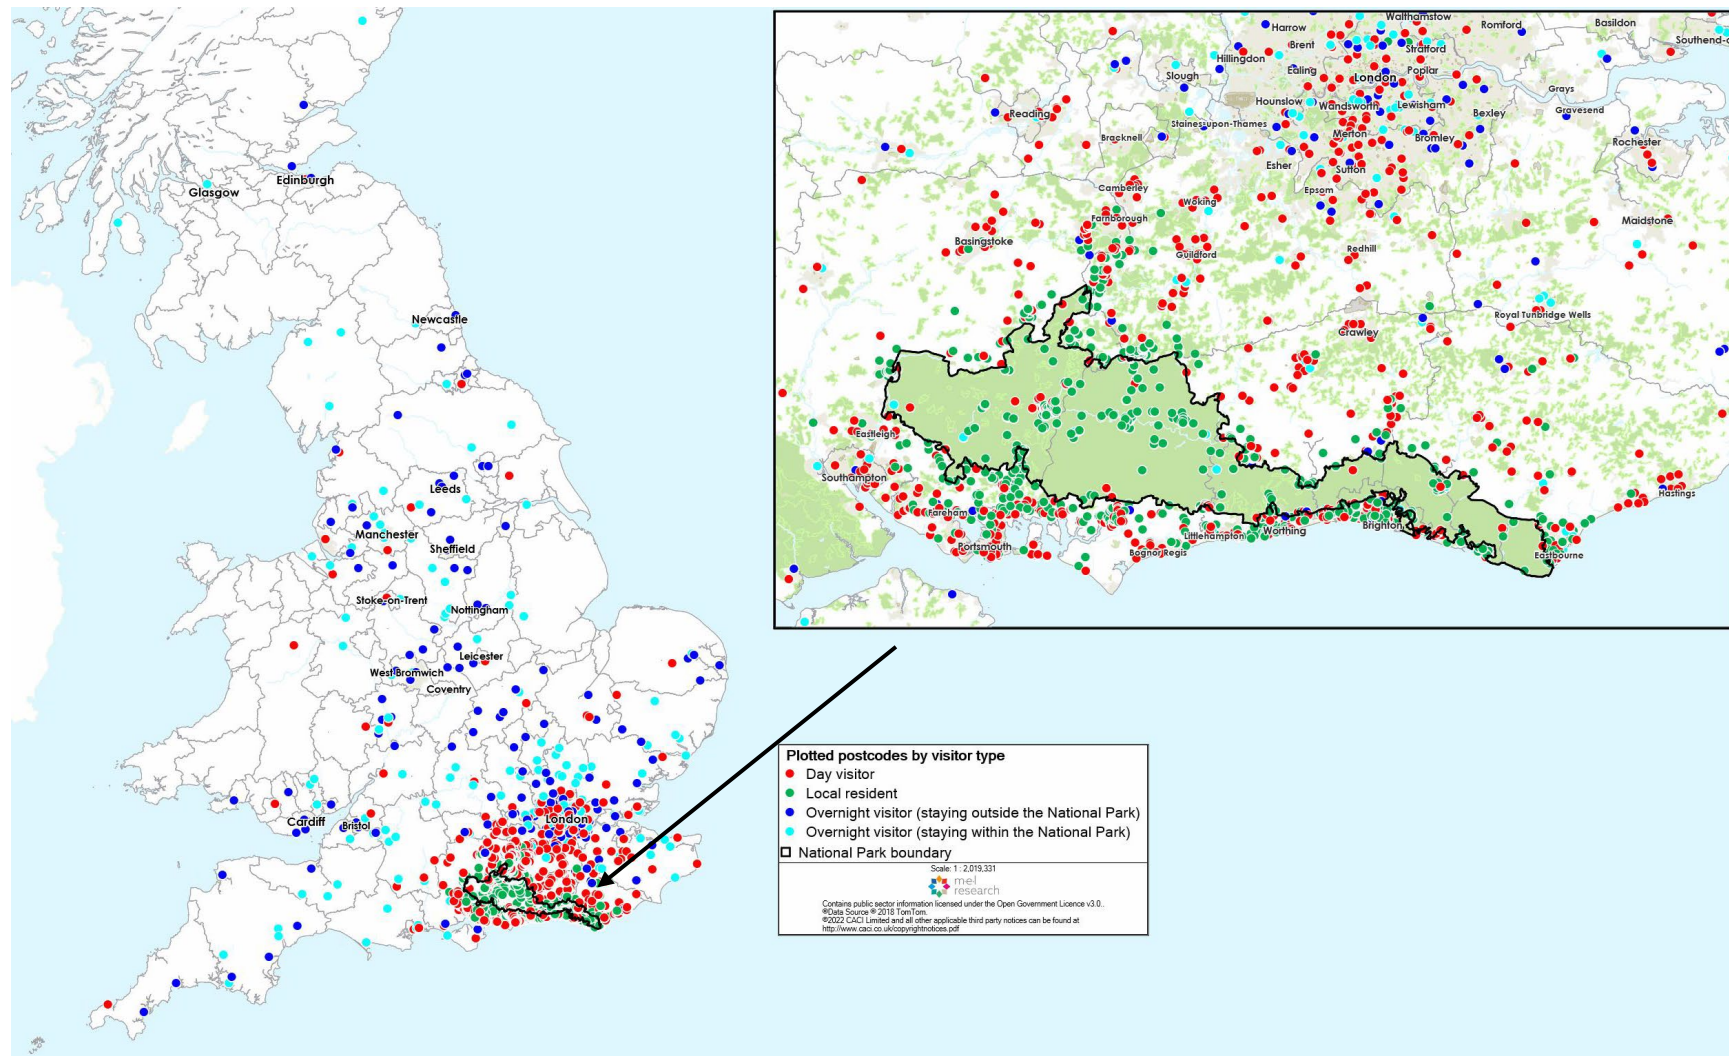 Glasgow
Edinburgh
Newcastle
Leeds
Manchester
Sheffield
Stoke-on-Trent
Nottingham
Leicester
West Bromwich
Coventry
Cardiff
Bristol
London
Harrow
Walthamstow
Romford
Basildon
Southend-o
Brent
Stratford
Hillingdon
Ealing
London
Poplar
Slough
Grays
Hounslow
Wandsworth
Lewisham
Bexley
Gravesend
Reading
Staines-upon-Thames
Bracknell
Merton
Bromley
Rochester
Esher
Sutton
Camberley
Epsom
Woking
Farnborough
Maidstone
Basingstoke
Guildford
Redhill
Royal Tunbridge Wells
Crawley
Eastleigh
Southampton
Hastings
Fareham
Portsmouth
Bognor Regis
Littlehampton
Worthing
Brighton
Eastbourne
Plotted postcodes by visitor type
Day visitor
Local resident
Overnight visitor (staying outside the National Park)
Overnight visitor (staying within the National Park)
National Park boundary
Scale: 1 : 2,019,331
m·e·l
research
Contains public sector information licensed under the Open Government Licence v3.0..
©Data Source © 2018 TomTom.
©2022 CACI Limited and all other applicable third party notices can be found at
http://www.caci.co.uk/copyrightnotices.pdf